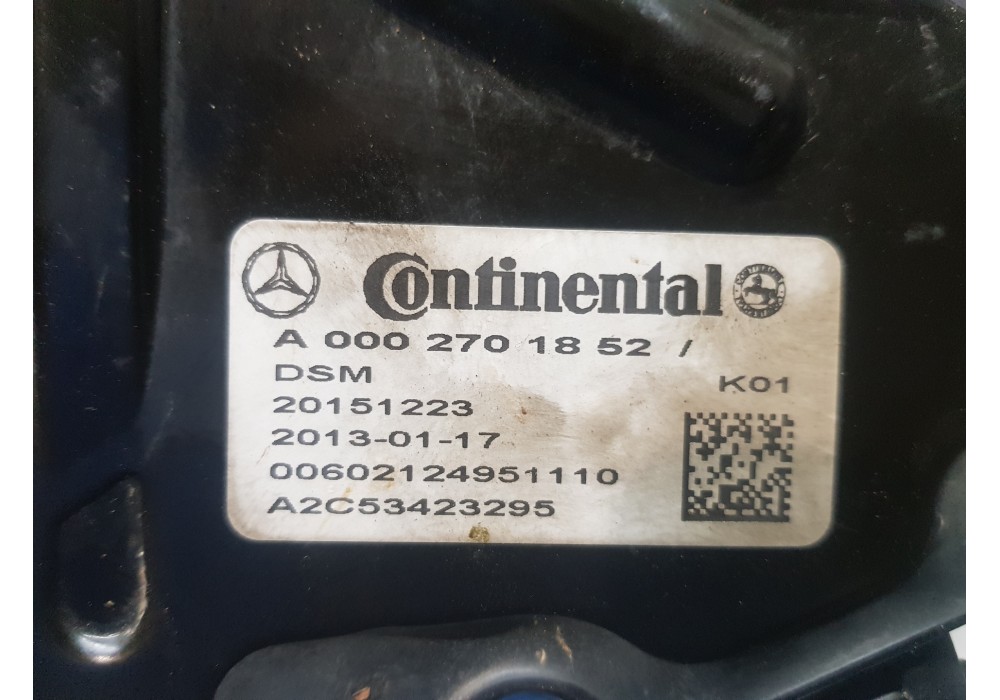 Continental
A 000 270 18 52 /
DSM
K01
20151223
2013-01-17
00602124951110
A2C53423295